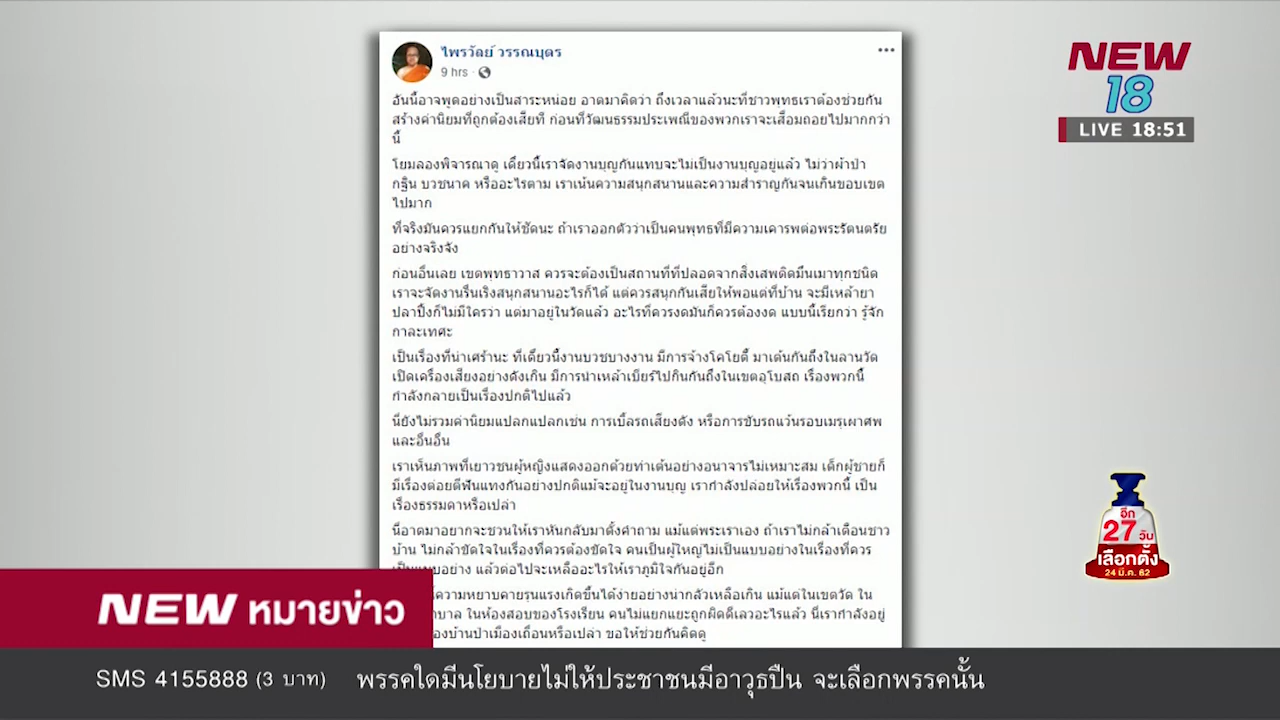 ไพรวัลย์ วรรณบุตร
9 hrs
อันนี้อาจพูดอย่างเป็นสาระหน่อย อาตมาคิดว่า ถึงเวลาแล้วนะที่ชาวพุทธเราต้องช่วยกัน
สร้างค่านิยมที่ถูกต้องเสียที ก่อนที่วัฒนธรรมประเพณีของพวกเราจะเสื่อมถอยไปมากกว่า
นี้
โยมลองพิจารณาดู เดี๋ยวนี้เราจัดงานบุญกันแทบจะไม่เป็นงานบุญอยู่แล้ว ไม่ว่าผ้าป่า
กฐิน บวชนาค หรืออะไรตาม เราเน้นความสนุกสนานและความสำราญกันจนเกินขอบเขต
ไปมาก
ที่จริงมันควรแยกกันให้ชัดนะ ถ้าเราออกตัวว่าเป็นคนพุทธที่มีความเคารพต่อพระรัตนตรัย
อย่างจริงจัง
ก่อนอื่นเลย เขตพุทธาวาส ควรจะต้องเป็นสถานที่ที่ปลอดจากสิ่งเสพติดมึนเมาทุกชนิด
เราจะจัดงานรื่นเริงสนุกสนานอะไรก็ได้ แต่ควรสนุกกันเสียให้พอแต่ที่บ้าน จะมีเหล้ายา
ปลาปิ้งก็ไม่มีใครว่า แต่มาอยู่ในวัดแล้ว อะไรที่ควรงดมันก็ควรต้องงด แบบนี้เรียกว่า รู้จัก
กาละเทศะ
เป็นเรื่องที่น่าเศร้านะ ที่เดี๋ยวนี้งานบวชบางงาน มีการจ้างโคโยตี้ มาเต้นกันถึงในลานวัด
เปิดเครื่องเสียงอย่างดังเกิน มีการนำเหล้าเบียร์ไปกินกันถึงในเขตอุโบสถ เรื่องพวกนี้
กำลังกลายเป็นเรื่องปกติไปแล้ว
นี่ยังไม่รวมค่านิยมแปลกแปลกเช่น การเบิ้ลรถเสียงดัง หรือการขับรถแว้นรอบเมรุเผาศพ
และอื่นอื่น
เราเห็นภาพที่เยาวชนผู้หญิงแสดงออกด้วยท่าเต้นอย่างอนาจารไม่เหมาะสม เด็กผู้ชายก็
มีเรื่องต่อยตีฟันแทงกันอย่างปกติแม้จะอยู่ในงานบุญ เรากำลังปล่อยให้เรื่องพวกนี้ เป็น
เรื่องธรรมดาหรือเปล่า
นี่อาตมาอยากจะชวนให้เราหันกลับมาตั้งคำถาม แม้แต่พระเราเอง ถ้าเราไม่กล้าเตือนชาว
บ้าน ไม่กล้าขัดใจในเรื่องที่ควรต้องขัดใจ คนเป็นผู้ใหญ่ไม่เป็นแบบอย่างในเรื่องที่ควร
เป็นแบบอย่าง แล้วต่อไปจะเหลืออะไรให้เราภูมิใจกันอยู่อีก
ความหยาบคายรุนแรงเกิดขึ้นได้ง่ายอย่างน่ากลัวเหลือเกิน แม้แต่ในเขตวัด ใน
ในห้องสอบของโรงเรียน คนไม่แยกแยะถูกผิดดีเลวอะไรแล้ว นี่เรากำลังอยู่
บ้านป่าเมืองเถื่อนหรือเปล่า ขอให้ช่วยกันคิดดู
NEW
18
LIVE 18:51
อีก
27 วัน
เลือกตั้ง
24 มี.ค. 62
NEW หมายข่าว
SMS 4155888 (3 บาท) พรรคใดมีนโยบายไม่ให้ประชาชนมีอาวุธปืน จะเลือกพรรคนั้น